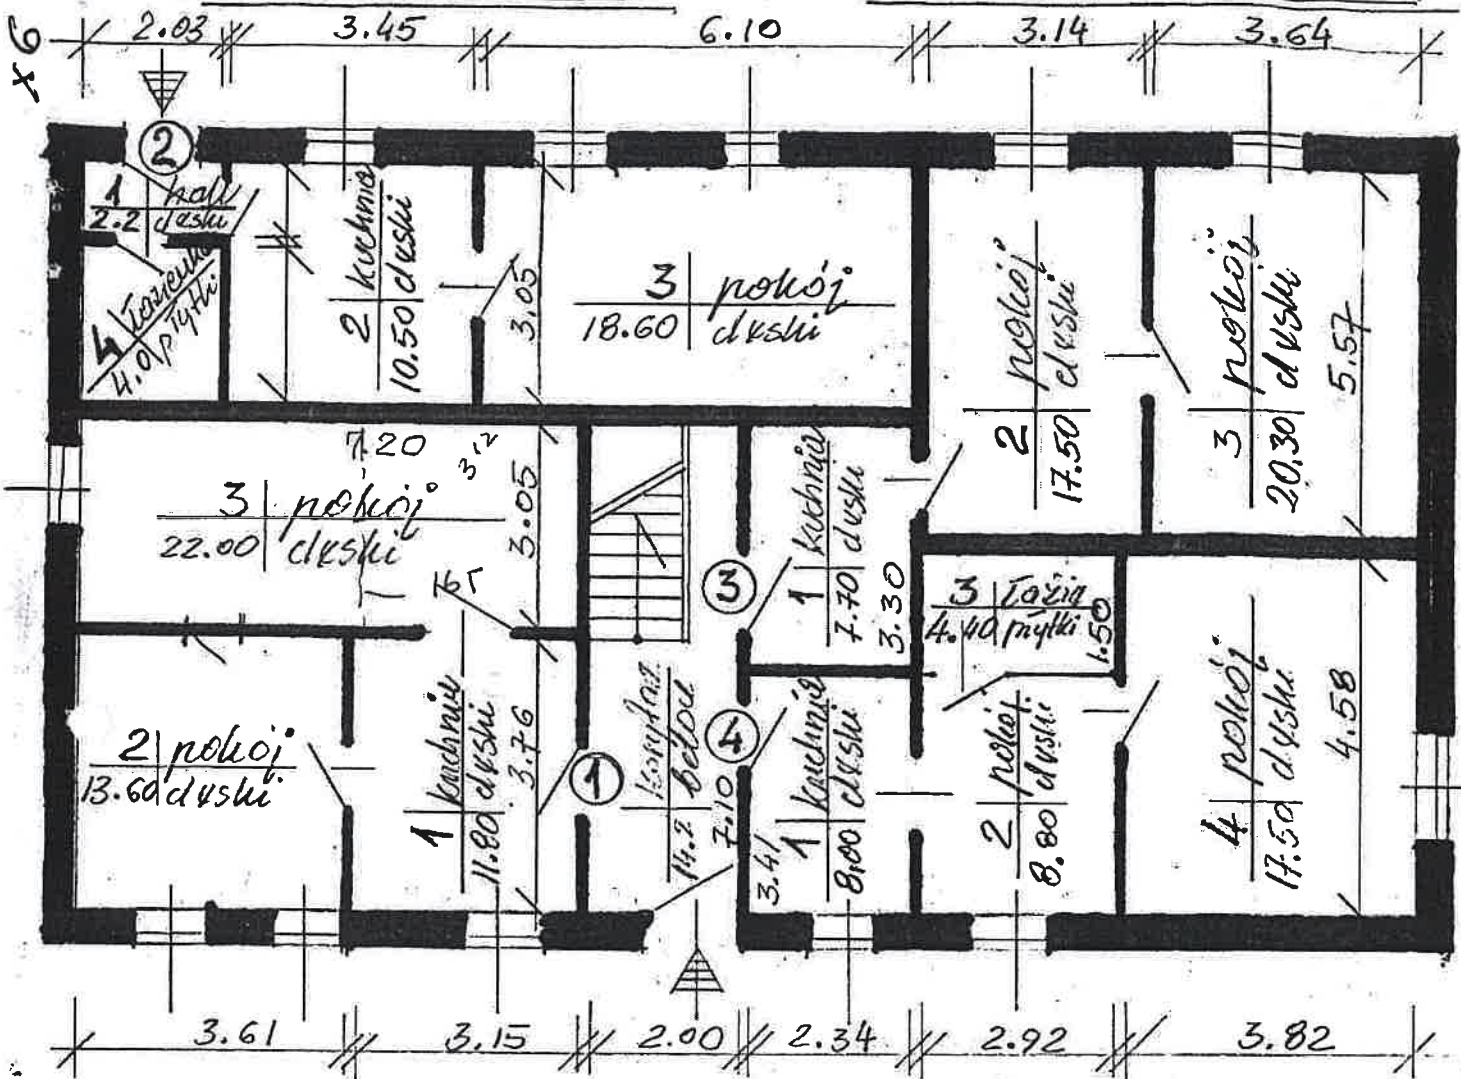 x6
2.03 3.45 6.10 3.14 3.64
2
1 hall
2.2 deski
4 łazienka
4.0 płytki
2 kuchnia
10.50 deski
3.05
3 pokój
18.60 deski
2 pokój
17.50 deski
3 pokój
20.30 deski
5.57
7.20
3 12
3 pokój
22.00 deski
3.05
165
3
1 kuchnia
7.70 deski
3.30
3 łazin
4.40 płytki
1.50
2 pokój
13.60 deski
1 kuchnia
11.80 deski
3.76
1
korytarz
14.2 beton
7.10
4
1 kuchnia
8.00 deski
3.41
2 pokój
8.80 deski
4 pokój
17.50 deski
4.58
3.61 3.15 2.00 2.34 2.92 3.82